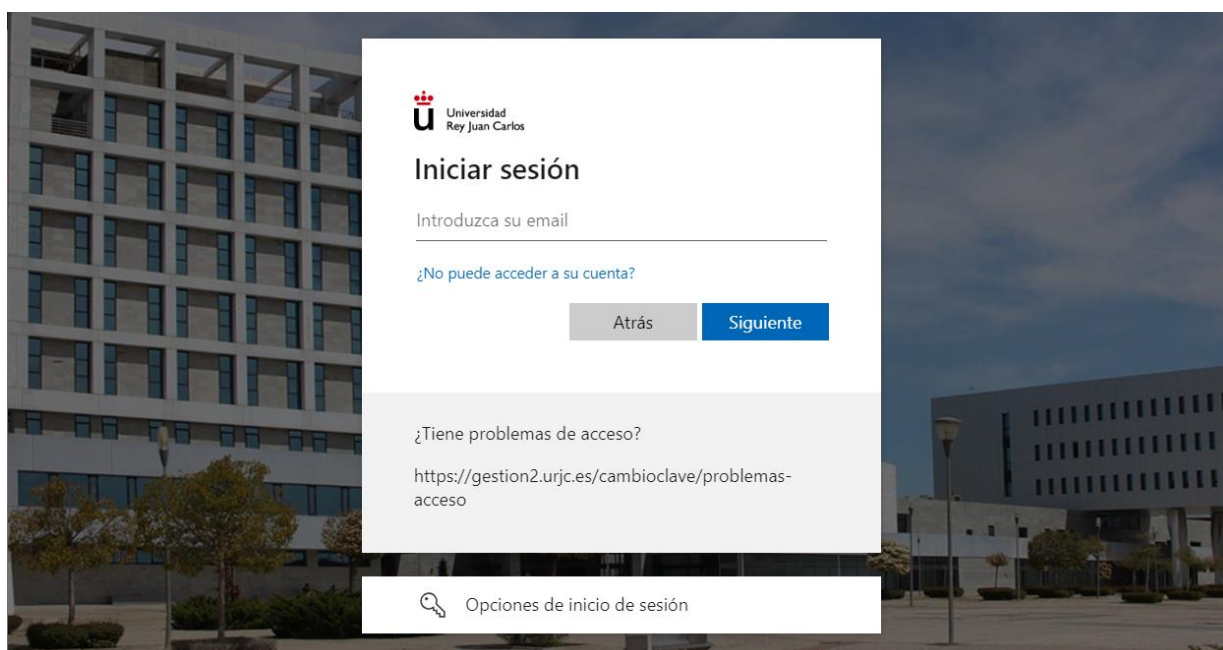 Universidad
Rey Juan Carlos
Iniciar sesión
Introduzca su email
¿No puede acceder a su cuenta?
Atrás
Siguiente
¿Tiene problemas de acceso?
https://gestion2.urjc.es/cambioclave/problemas-
acceso
Opciones de inicio de sesión